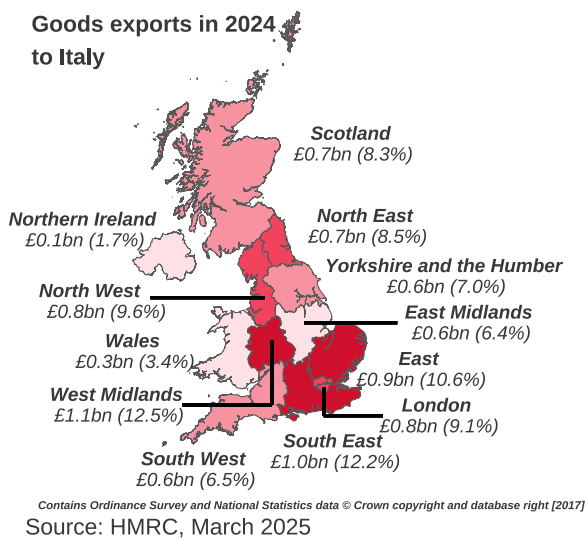 Goods exports in 2024
to Italy
Scotland
£0.7bn (8.3%)
Northern Ireland
£0.1bn (1.7%)
North East
£0.7bn (8.5%)
Yorkshire and the Humber
£0.6bn (7.0%)
North West
£0.8bn (9.6%)
East Midlands
£0.6bn (6.4%)
Wales
£0.3bn (3.4%)
East
£0.9bn (10.6%)
West Midlands
£1.1bn (12.5%)
London
£0.8bn (9.1%)
South East
£1.0bn (12.2%)
South West
£0.6bn (6.5%)
Contains Ordinance Survey and National Statistics data © Crown copyright and database right [2017]
Source: HMRC, March 2025